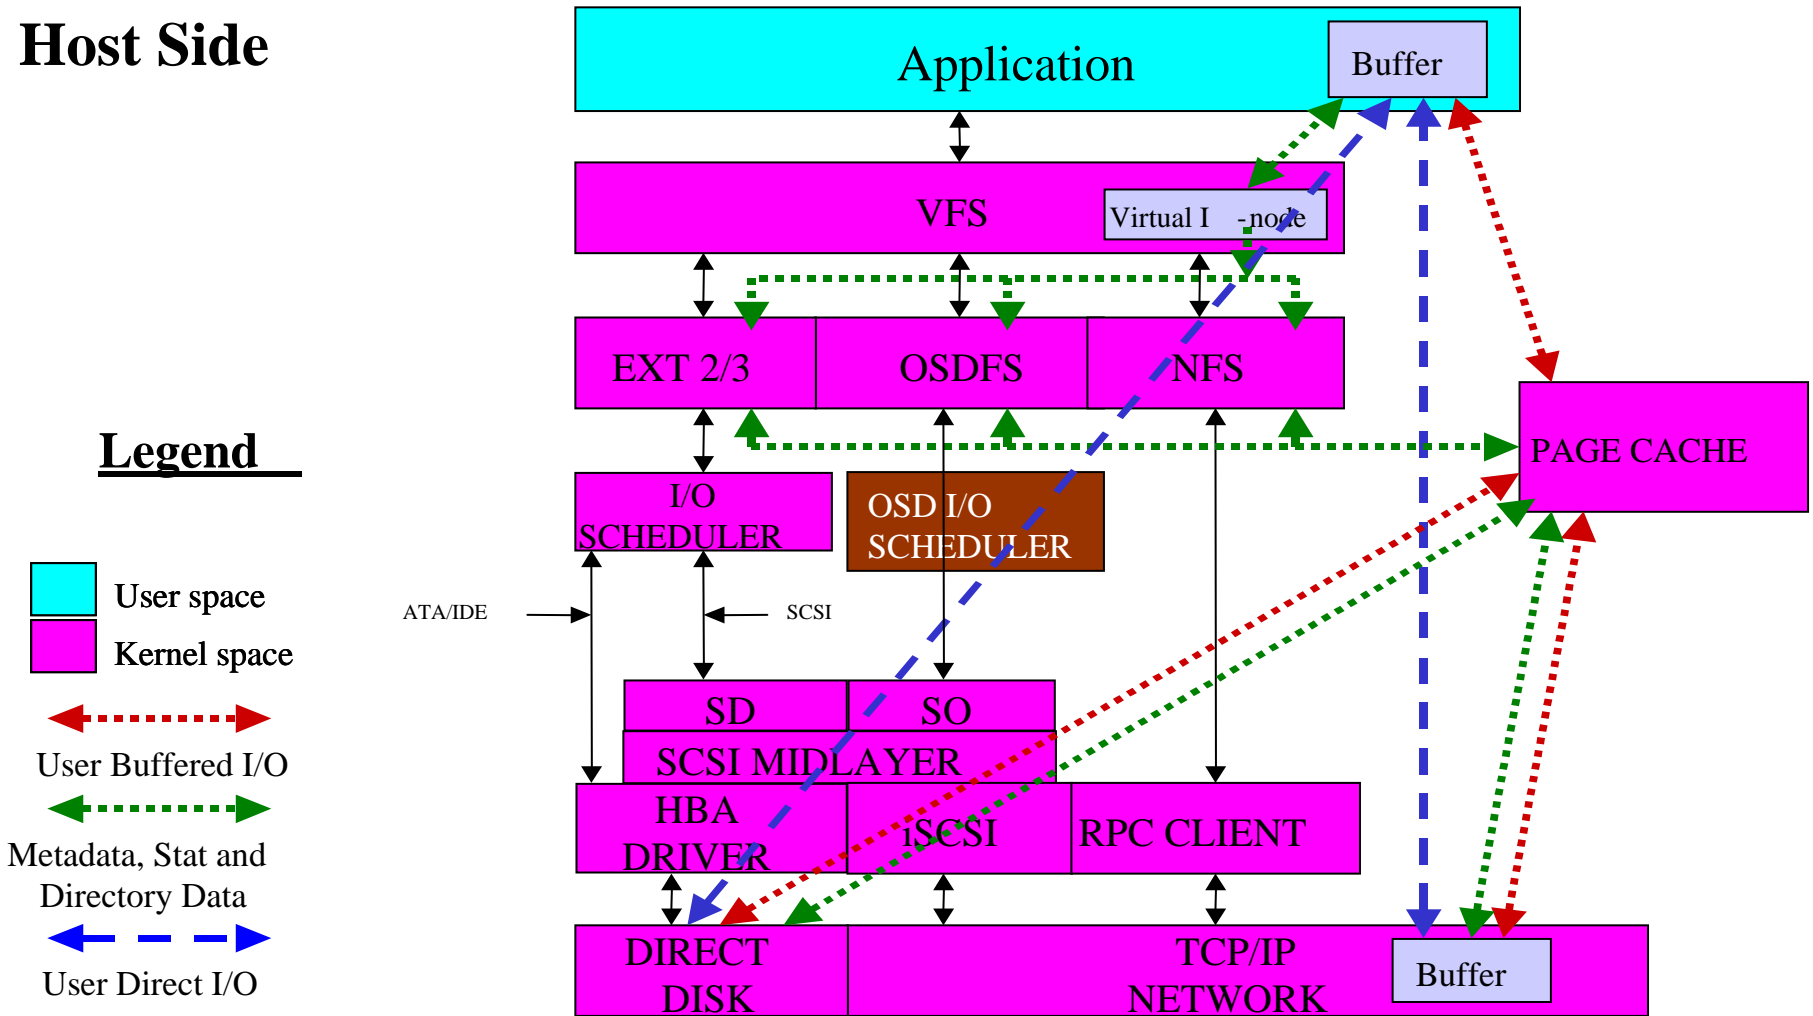 Host Side
Application
Buffer
VFS
Virtual I -node
EXT 2/3
OSDFS
NFS
PAGE CACHE
Legend
I/O
SCHEDULER
OSD I/O
SCHEDULER
User space
Kernel space
ATA/IDE
SCSI
User Buffered I/O
Metadata, Stat and
Directory Data
User Direct I/O
SD
SO
SCSI MIDLAYER
HBA
DRIVER
iSCSI
RPC CLIENT
DIRECT
DISK
TCP/IP
NETWORK
Buffer